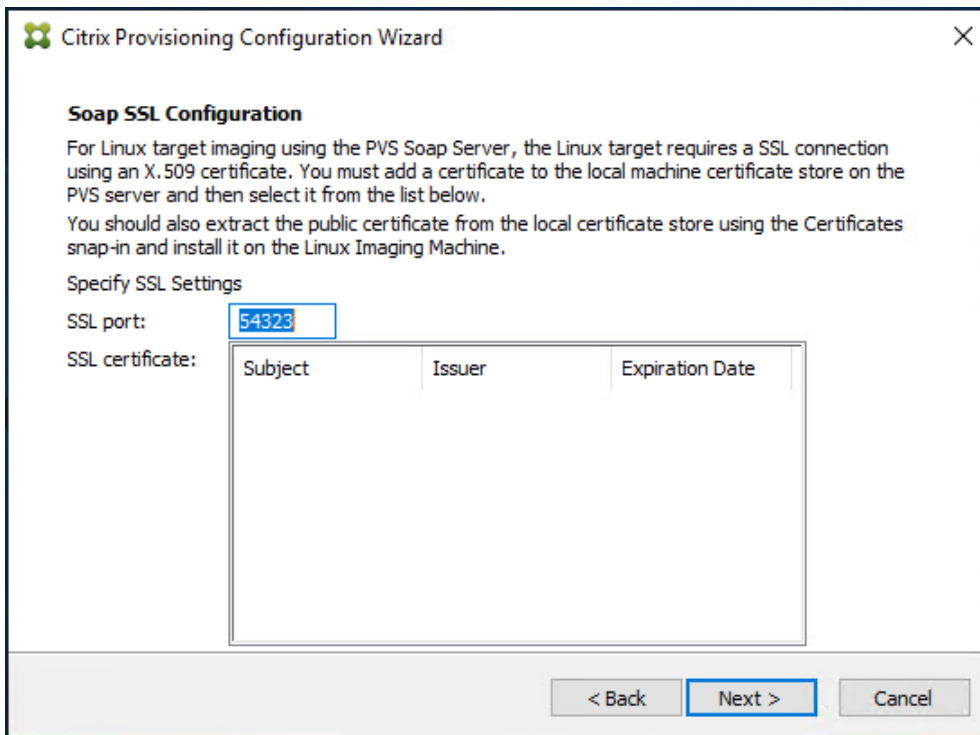 Citrix Provisioning Configuration Wizard
Soap SSL Configuration
For Linux target imaging using the PVS Soap Server, the Linux target requires a SSL connection
using an X.509 certificate. You must add a certificate to the local machine certificate store on the
PVS server and then select it from the list below.
You should also extract the public certificate from the local certificate store using the Certificates
snap-in and install it on the Linux Imaging Machine.
Specify SSL Settings
SSL port: 54323
SSL certificate: Subject Issuer Expiration Date
< Back Next > Cancel